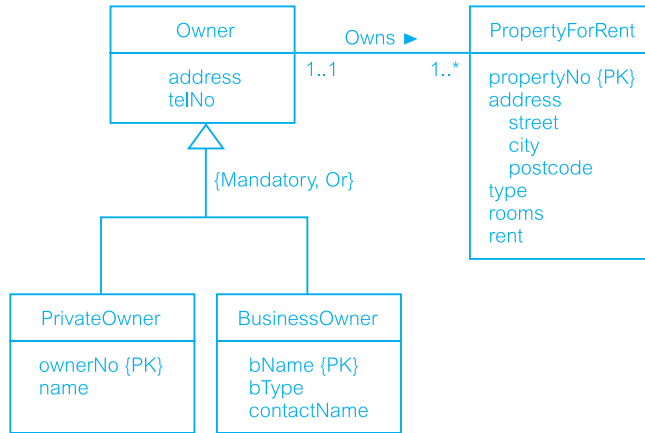 Owner
address
telNo
Owns ►
1..1
1..*
PropertyForRent
propertyNo {PK}
address
street
city
postcode
type
rooms
rent
{Mandatory, Or}
PrivateOwner
ownerNo {PK}
name
BusinessOwner
bName {PK}
bType
contactName